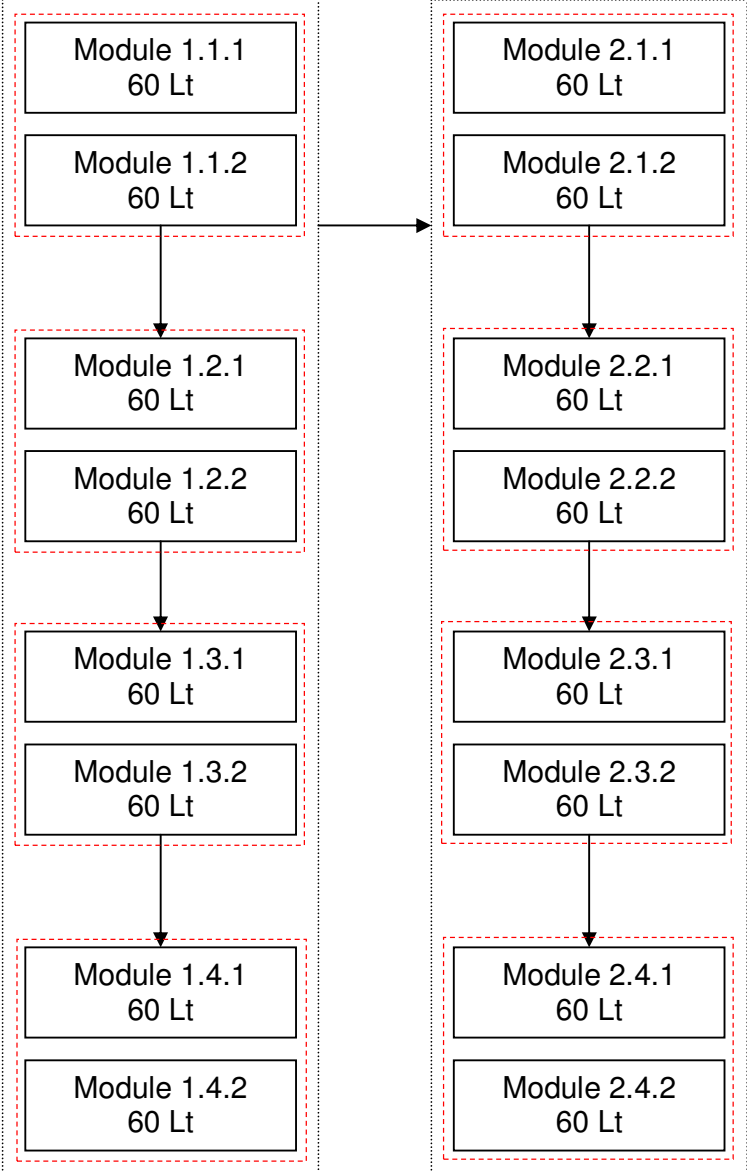 Module 1.1.1
60 Lt
Module 1.1.2
60 Lt
Module 1.2.1
60 Lt
Module 1.2.2
60 Lt
Module 1.3.1
60 Lt
Module 1.3.2
60 Lt
Module 1.4.1
60 Lt
Module 1.4.2
60 Lt
Module 2.1.1
60 Lt
Module 2.1.2
60 Lt
Module 2.2.1
60 Lt
Module 2.2.2
60 Lt
Module 2.3.1
60 Lt
Module 2.3.2
60 Lt
Module 2.4.1
60 Lt
Module 2.4.2
60 Lt